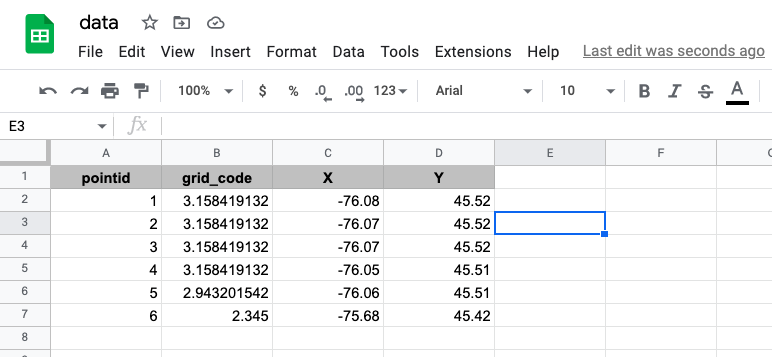 data
File Edit View Insert Format Data Tools Extensions Help Last edit was seconds ago
100% $ % .0 .00 123 Arial 10 B I S A
E3 fx
A B C D E F
1 pointid grid_code X Y
2 1 3.158419132 -76.08 45.52
3 2 3.158419132 -76.07 45.52
4 3 3.158419132 -76.07 45.52
5 4 3.158419132 -76.05 45.51
6 5 2.943201542 -76.06 45.51
7 6 2.345 -75.68 45.42
8